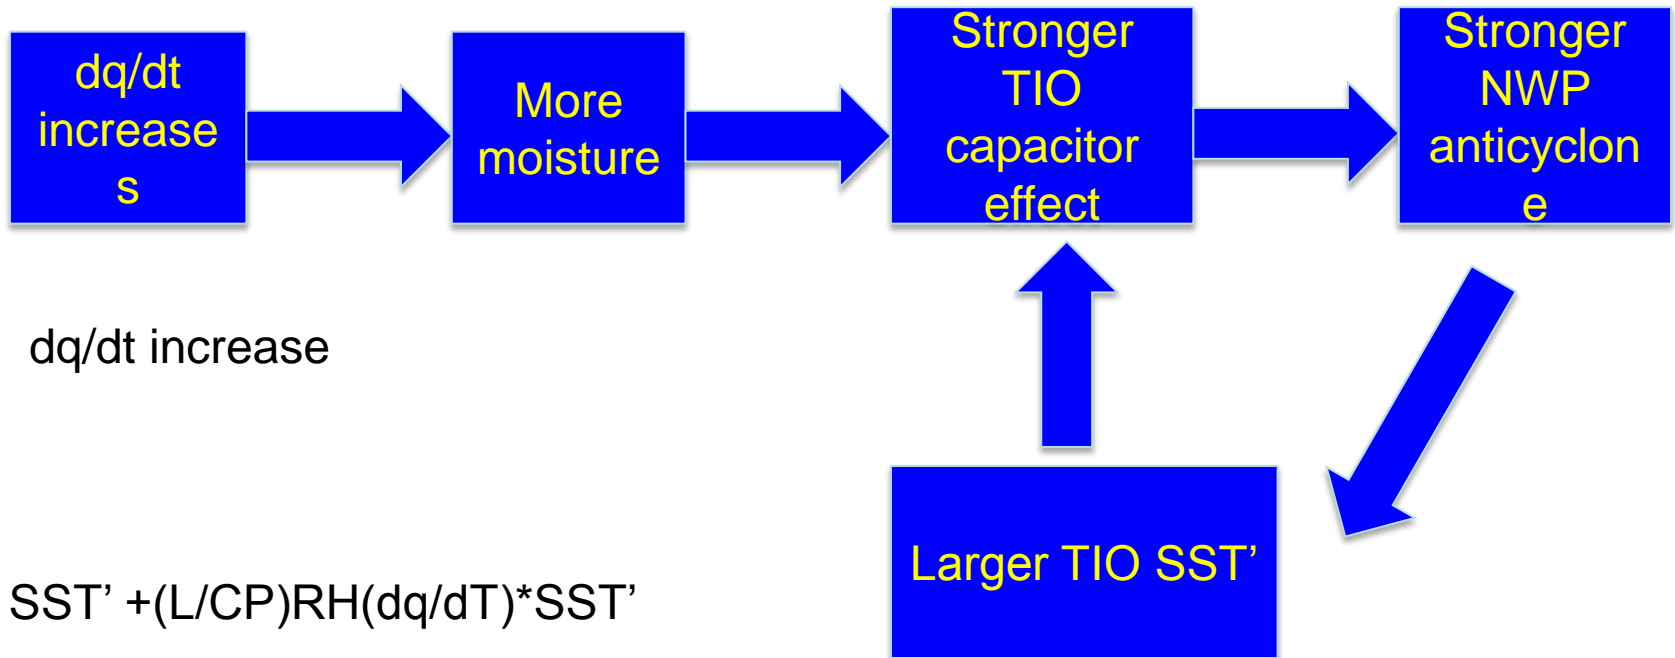 dq/dt
increase
s
More
moisture
Stronger
TIO
capacitor
effect
Stronger
NWP
anticyclon
e
dq/dt increase
Larger TIO SST’
SST’ +(L/CP)RH(dq/dT)*SST’